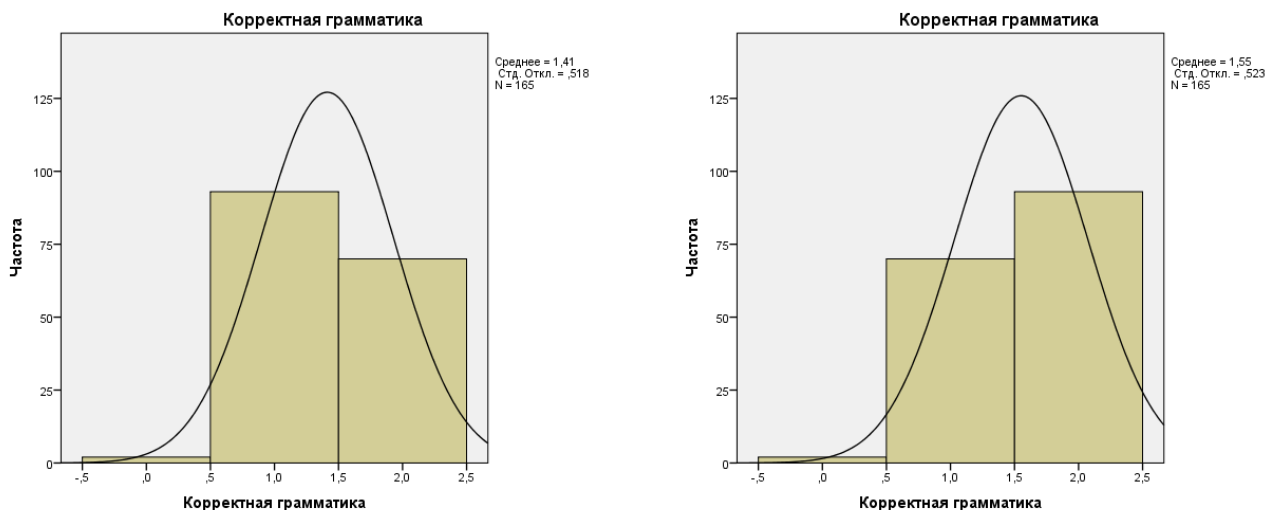 Корректная грамматика
Среднее = 1,41
Стд. Откл. = ,518
N = 165
Частота
125
100
75
50
25
0
-,5 ,0 ,5 1,0 1,5 2,0 2,5
Корректная грамматика
Корректная грамматика
Среднее = 1,55
Стд. Откл. = ,523
N = 165
Частота
125
100
75
50
25
0
-,5 ,0 ,5 1,0 1,5 2,0 2,5
Корректная грамматика